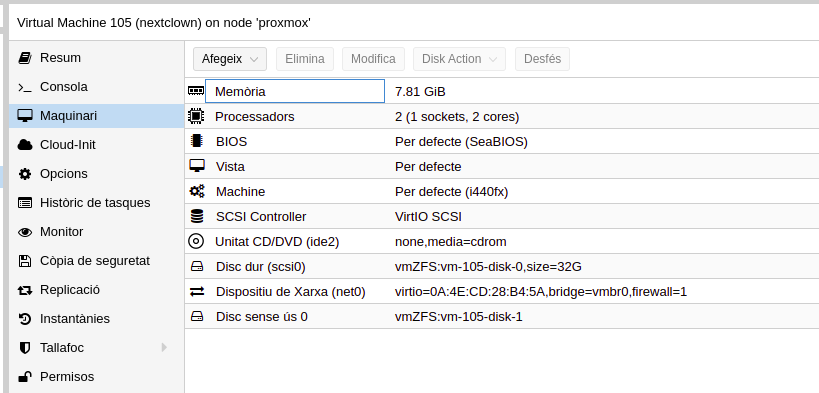 Virtual Machine 105 (nextclown) on node 'proxmox'
Resum
Consola
Maquinari
Cloud-Init
Opcions
Històric de tasques
Monitor
Còpia de seguretat
Replicació
Instantànies
Tallafoc
Permisos
Afegeix Elimina Modifica Disk Action Desfés
Memòria 7.81 GiB
Processadors 2 (1 sockets, 2 cores)
BIOS Per defecte (SeaBIOS)
Vista Per defecte
Machine Per defecte (i440fx)
SCSI Controller VirtIO SCSI
Unitat CD/DVD (ide2) none,media=cdrom
Disc dur (scsi0) vmZFS:vm-105-disk-0,size=32G
Dispositiu de Xarxa (net0) virtio=0A:4E:CD:28:B4:5A,bridge=vmbr0,firewall=1
Disc sense ús 0 vmZFS:vm-105-disk-1